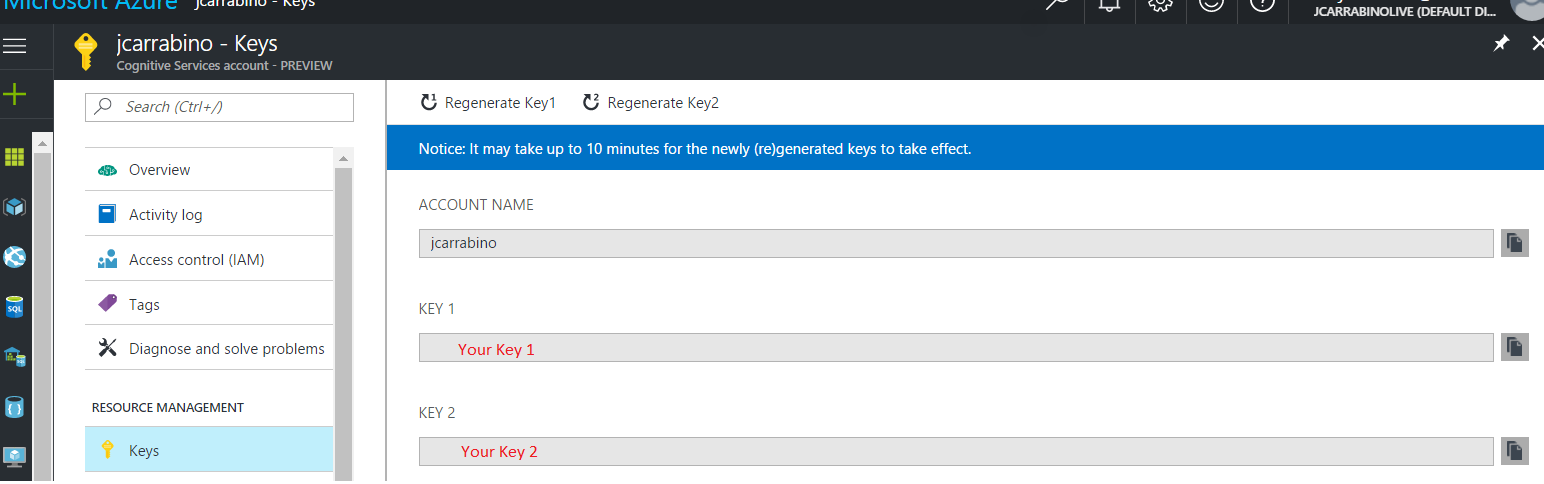 Microsoft Azure jcarrabino - Keys
JCARRABINOLIVE (DEFAULT DI...
jcarrabino - Keys
Cognitive Services account - PREVIEW
Search (Ctrl+/)
Overview
Activity log
Access control (IAM)
Tags
Diagnose and solve problems
RESOURCE MANAGEMENT
Keys
SQL
1 Regenerate Key1
2 Regenerate Key2
Notice: It may take up to 10 minutes for the newly (re)generated keys to take effect.
ACCOUNT NAME
jcarrabino
KEY 1
Your Key 1
KEY 2
Your Key 2